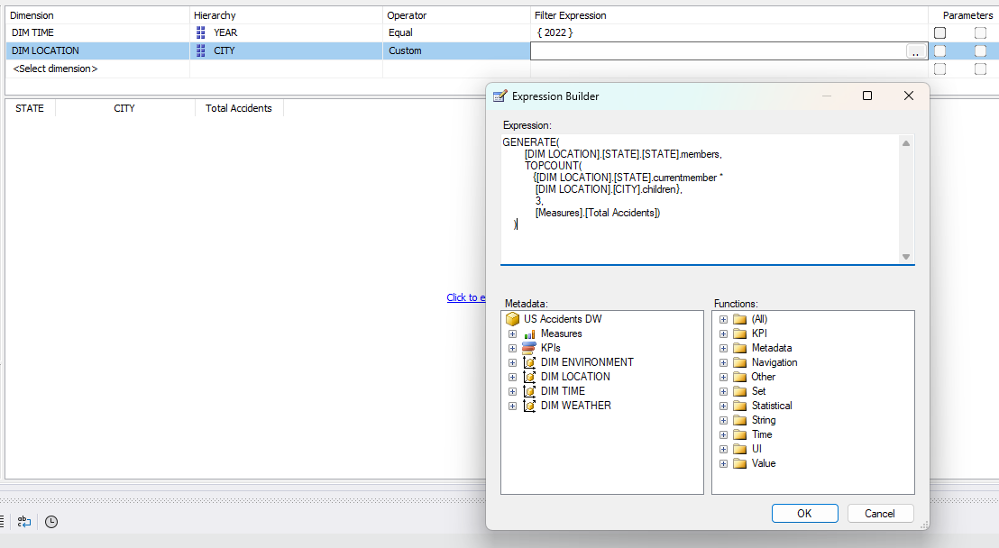 Dimension Hierarchy Operator Filter Expression Parameters
DIM TIME YEAR Equal { 2022 }
DIM LOCATION CITY Custom ..
<Select dimension>
STATE CITY Total Accidents
Click to e
Expression Builder
Expression:
GENERATE(
[DIM LOCATION].[STATE].[STATE].members,
TOPCOUNT(
{[DIM LOCATION].[STATE].currentmember *
[DIM LOCATION].[CITY].children},
3,
[Measures].[Total Accidents])
)
Metadata:
US Accidents DW
Measures
KPIs
DIM ENVIRONMENT
DIM LOCATION
DIM TIME
DIM WEATHER
Functions:
(All)
KPI
Metadata
Navigation
Other
Set
Statistical
String
Time
UI
Value
OK Cancel